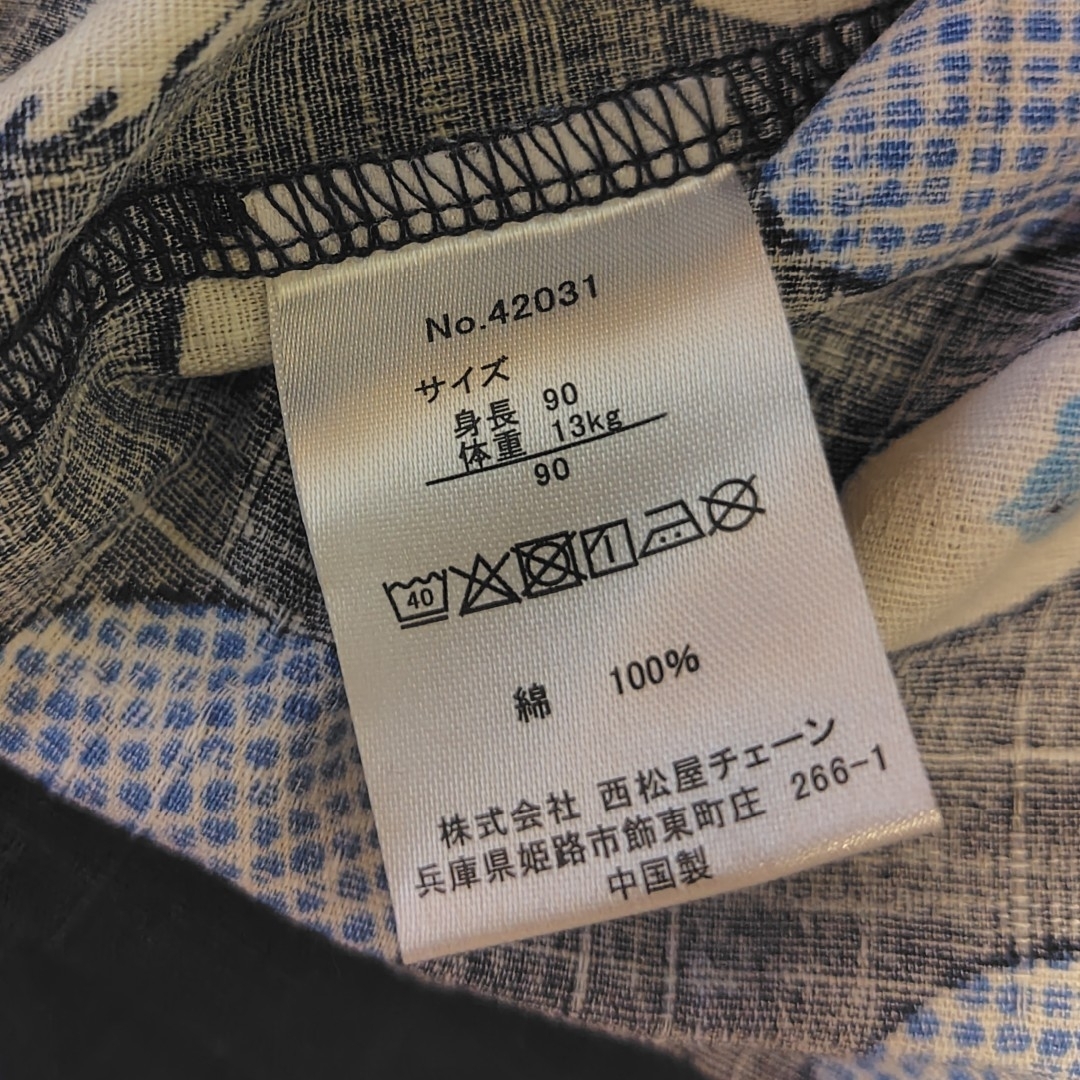 No.42031
サイズ
身長 90
体重 13kg
90
40
綿 100%
株式会社 西松屋チェーン
兵庫県姫路市飾東町庄 266-1
中国製